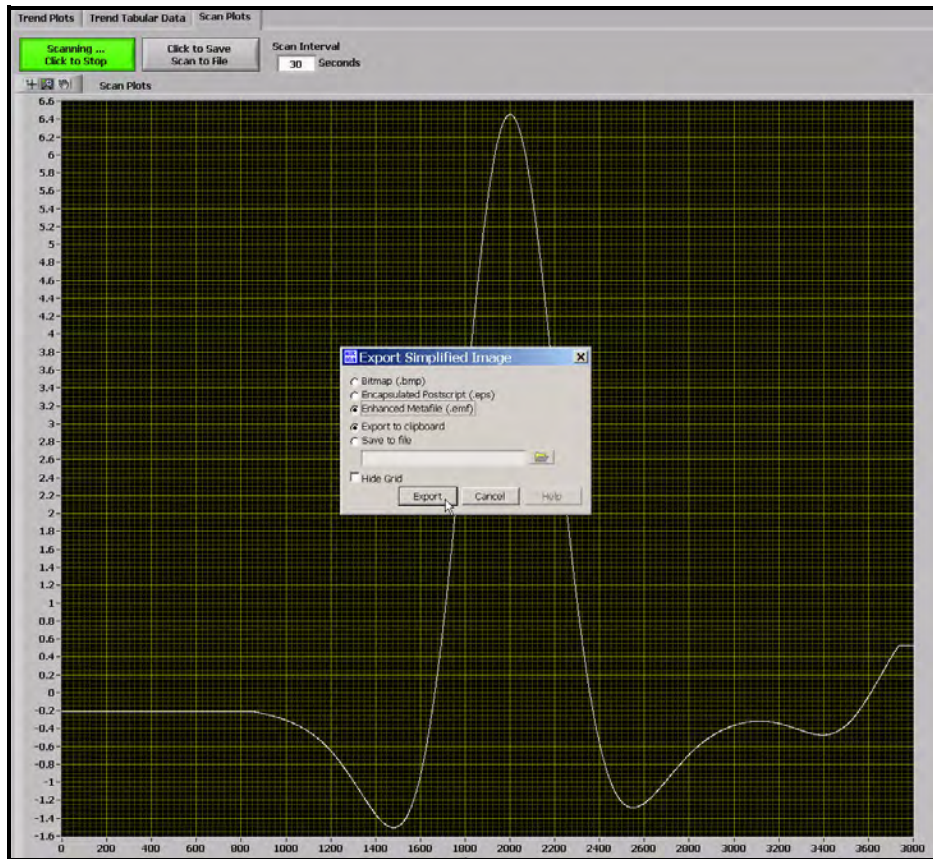 Trend Plots Trend Tabular Data Scan Plots
Scanning ...
Click to Stop
Click to Save
Scan to File
Scan Interval
30 Seconds
Scan Plots
6.6
6.4
6.2
6
5.8
5.6
5.4
5.2
5
4.8
4.6
4.4
4.2
4
3.8
3.6
3.4
3.2
3
2.8
2.6
2.4
2.2
2
1.8
1.6
1.4
1.2
1
0.8
0.6
0.4
0.2
0
-0.2
-0.4
-0.6
-0.8
-1
-1.2
-1.4
-1.6
Export Simplified Image
Bitmap (.bmp)
Encapsulated Postscript (.eps)
Enhanced Metafile (.emf)
Export to clipboard
Save to file
Hide Grid
Export Cancel Help
0 200 400 600 800 1000 1200 1400 1600 1800 2000 2200 2400 2600 2800 3000 3200 3400 3600 3800